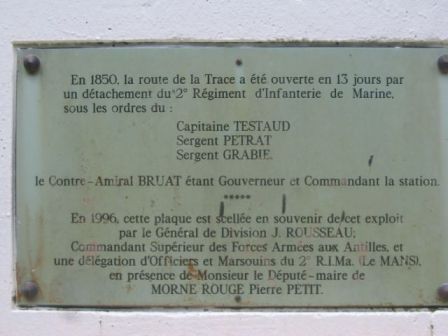 En 1850, la route de la Trace a été ouverte en 13 jours par
un détachement du 2° Régiment d'Infanterie de Marine,
sous les ordres du :
Capitaine TESTAUD
Sergent PETRAT
Sergent GRABIE.
le Contre-Amiral BRUAT étant Gouverneur et Commandant la station.
*****
En 1996, cette plaque est scellée en souvenir de cet exploit
par le Général de Division J. ROUSSEAU;
Commandant Supérieur des Forces Armées aux Antilles, et
une délégation d'Officiers et Marsouins du 2° R.I.Ma. (Le MANS),
en présence de Monsieur le Député-maire de
MORNE ROUGE Pierre PETIT.